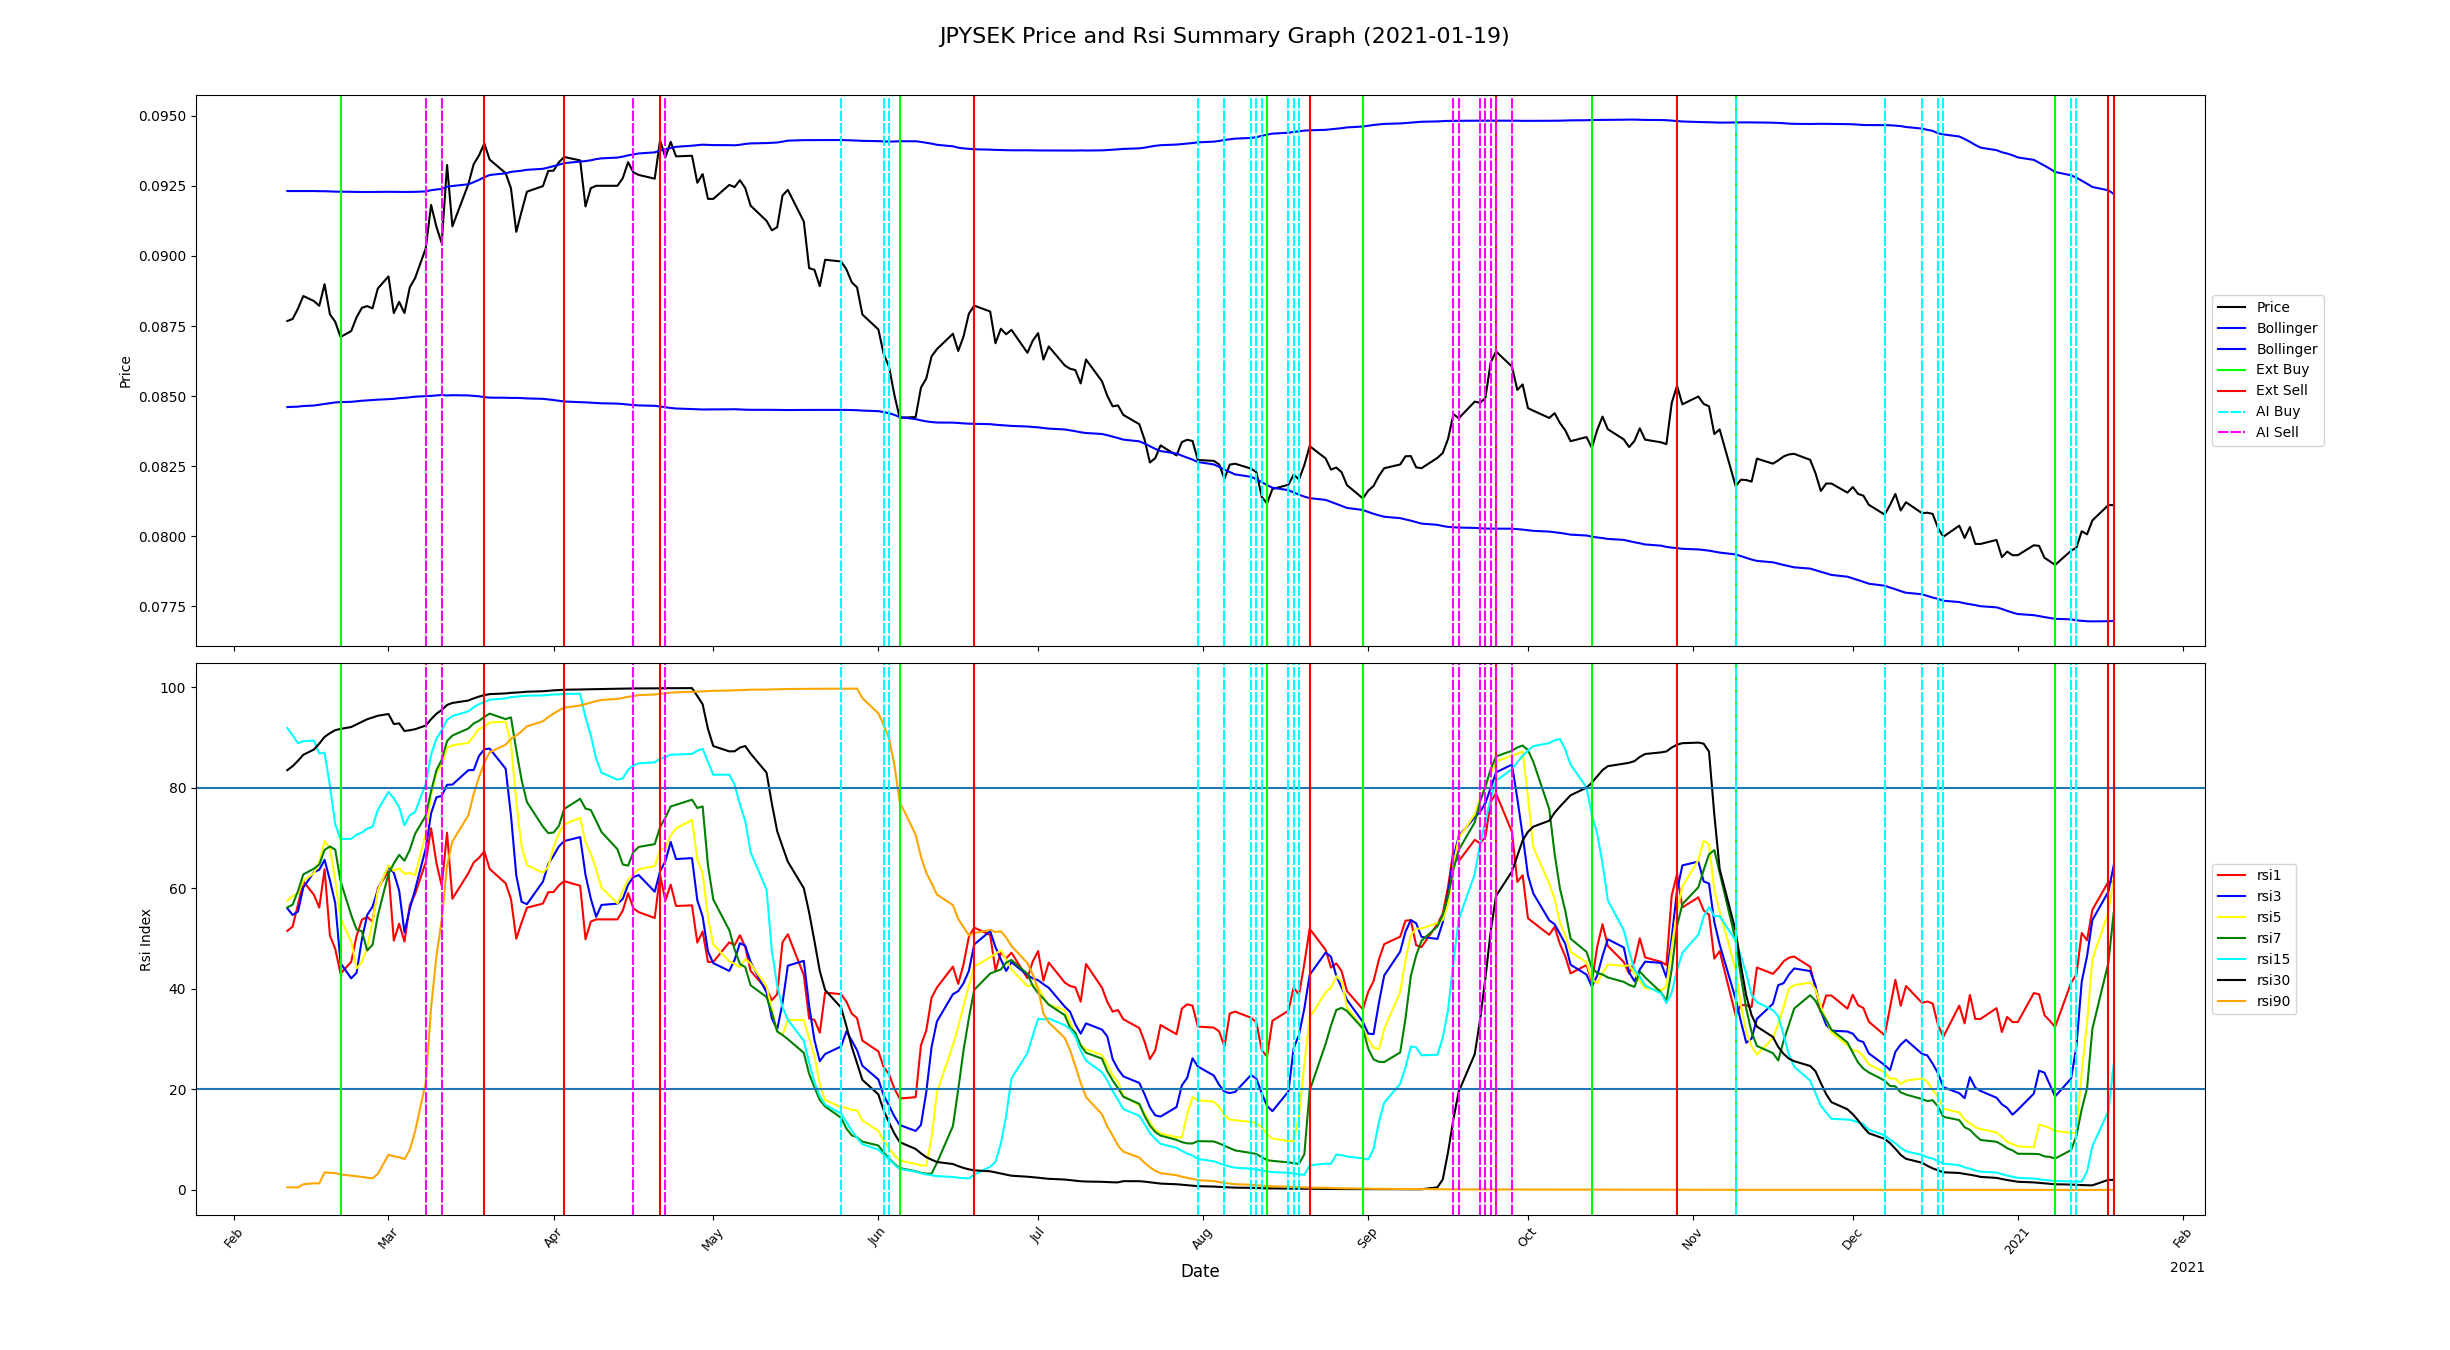 JPYSEK Price and Rsi Summary Graph (2021-01-19)
Price
0.0950
0.0925
0.0900
0.0875
0.0850
0.0825
0.0800
0.0775
Price
Bollinger
Bollinger
Ext Buy
Ext Sell
AI Buy
AI Sell
Rsi Index
100
80
60
40
20
0
rsi1
rsi3
rsi5
rsi7
rsi15
rsi30
rsi90
Feb Mar Apr May Jun Jul Aug Sep Oct Nov Dec 2021 Feb
Date
2021